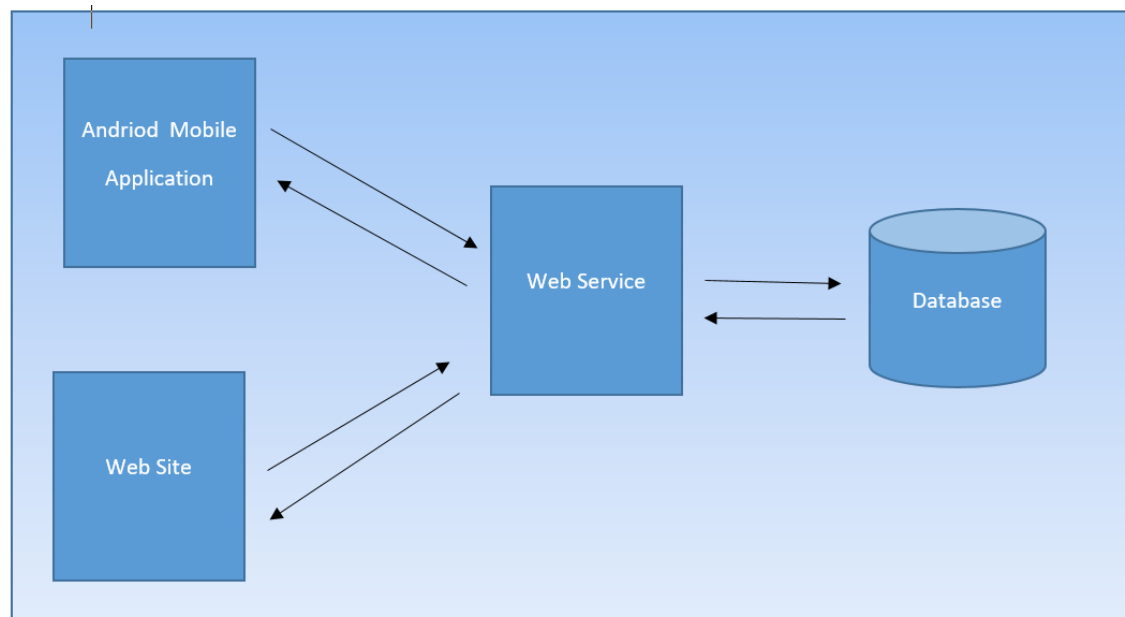 Andriod Mobile
Application
Web Service
Database
Web Site